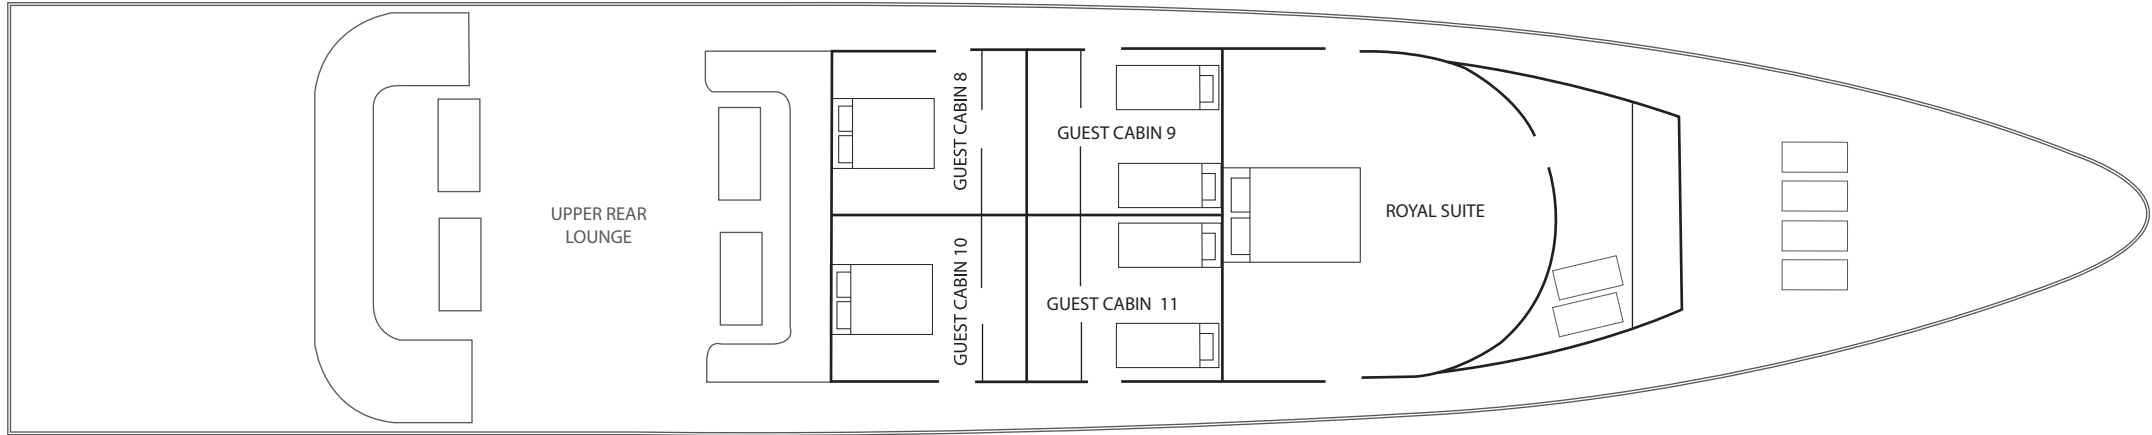 UPPER REAR
LOUNGE
GUEST CABIN 8
GUEST CABIN 9
GUEST CABIN 10
GUEST CABIN 11
ROYAL SUITE